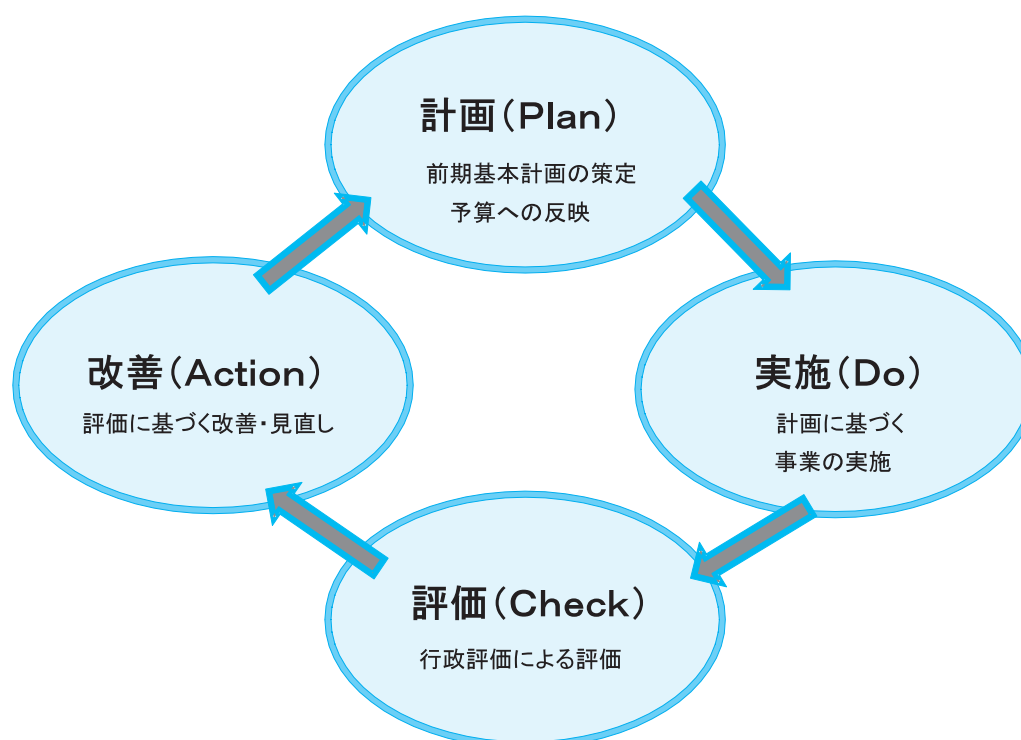 計画(Plan)
前期基本計画の策定
予算への反映
改善(Action)
評価に基づく改善・見直し
実施(Do)
計画に基づく
事業の実施
評価(Check)
行政評価による評価